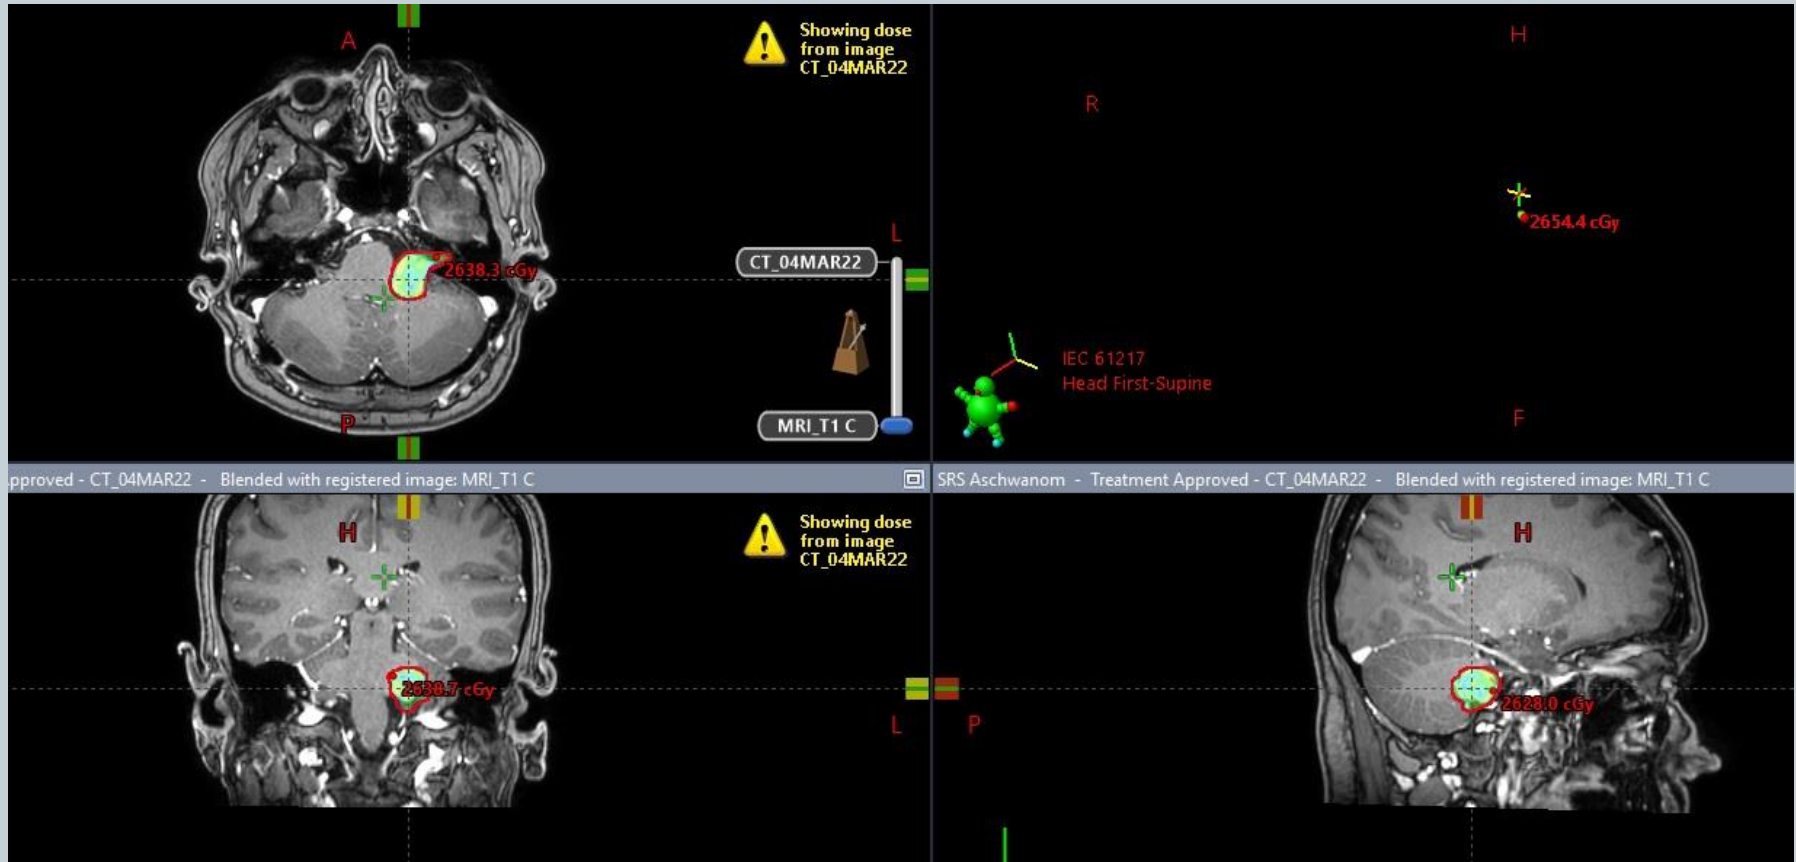 A
Showing dose
from image
CT_04MAR22
L
2638.3 cGy
CT_04MAR22
P
MRI_T1 C
H
R
2654.4 cGy
IEC 61217
Head First-Supine
F
pproved - CT_04MAR22 - Blended with registered image: MRI_T1 C
SRS Aschwanom - Treatment Approved - CT_04MAR22 - Blended with registered image: MRI_T1 C
H
Showing dose
from image
CT_04MAR22
2638.7 cGy
L
H
2628.0 cGy
P